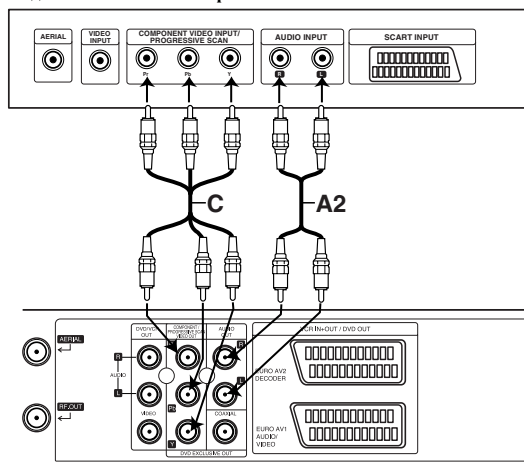 AERIAL
VIDEO
INPUT
COMPONENT VIDEO INPUT/
PROGRESSIVE SCAN
AUDIO INPUT
SCART INPUT
Pr
Pb
Y
R
L
C
A2
AERIAL
RF.OUT
DVD/VCR
OUT
COMPONENT /
PROGRESSIVE SCAN
VIDEO OUT
AUDIO
OUT
VCR IN+OUT / DVD OUT
R
AUDIO
L
VIDEO
R
L
Pb
Y
COAXIAL
DVD EXCLUSIVE OUT
EURO AV2
DECODER
EURO AV1
AUDIO/
VIDEO